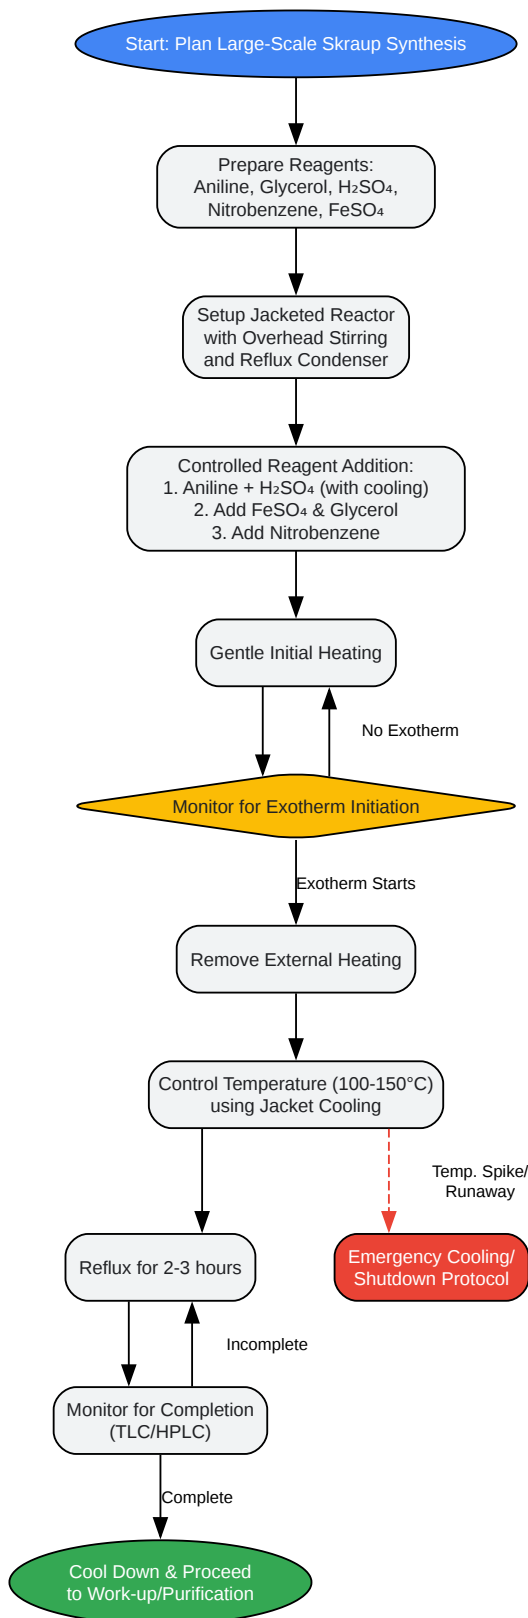 Start: Plan Large-Scale Skraup Synthesis
Prepare Reagents:
Aniline, Glycerol, H₂SO₄,
Nitrobenzene, FeSO₄
Setup Jacketed Reactor
with Overhead Stirring
and Reflux Condenser
Controlled Reagent Addition:
1. Aniline + H₂SO₄ (with cooling)
2. Add FeSO₄ & Glycerol
3. Add Nitrobenzene
Gentle Initial Heating
No Exotherm
Monitor for Exotherm Initiation
Exotherm Starts
Remove External Heating
Control Temperature (100-150°C)
using Jacket Cooling
Temp. Spike/
Runaway
Reflux for 2-3 hours
Emergency Cooling/
Shutdown Protocol
Incomplete
Monitor for Completion
(TLC/HPLC)
Complete
Cool Down & Proceed
to Work-up/Purification